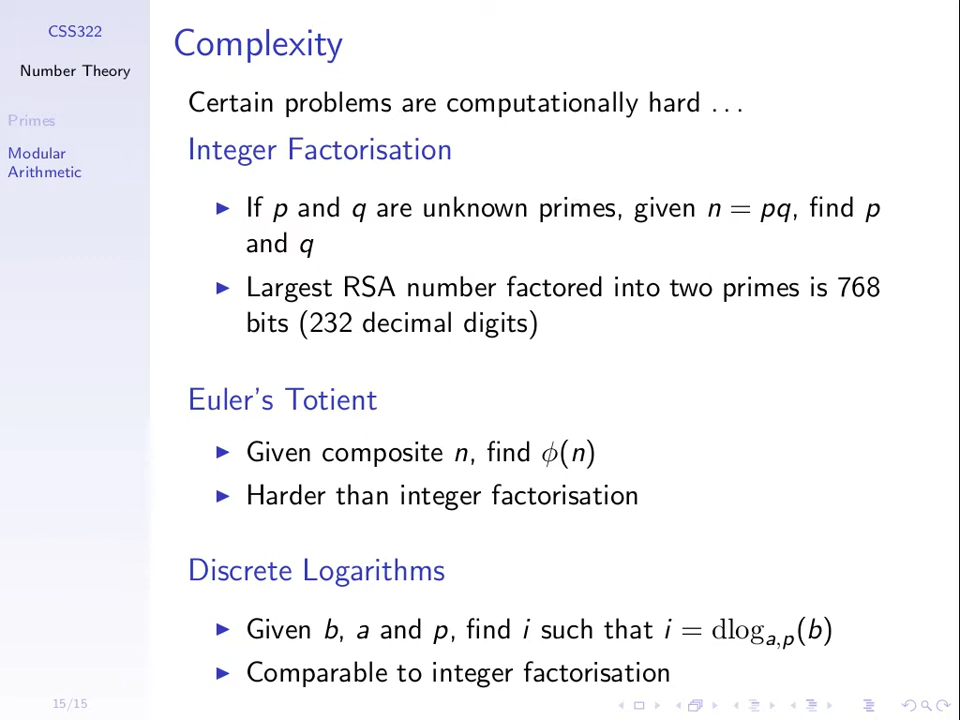 CSS322
Number Theory
Primes
Modular
Arithmetic
Complexity
Certain problems are computationally hard ...
Integer Factorisation
▶ If p and q are unknown primes, given n = pq, find p
and q
▶ Largest RSA number factored into two primes is 768
bits (232 decimal digits)
Euler's Totient
▶ Given composite n, find ϕ(n)
▶ Harder than integer factorisation
Discrete Logarithms
▶ Given b, a and p, find i such that i = dlog_{a,p}(b)
▶ Comparable to integer factorisation
15/15